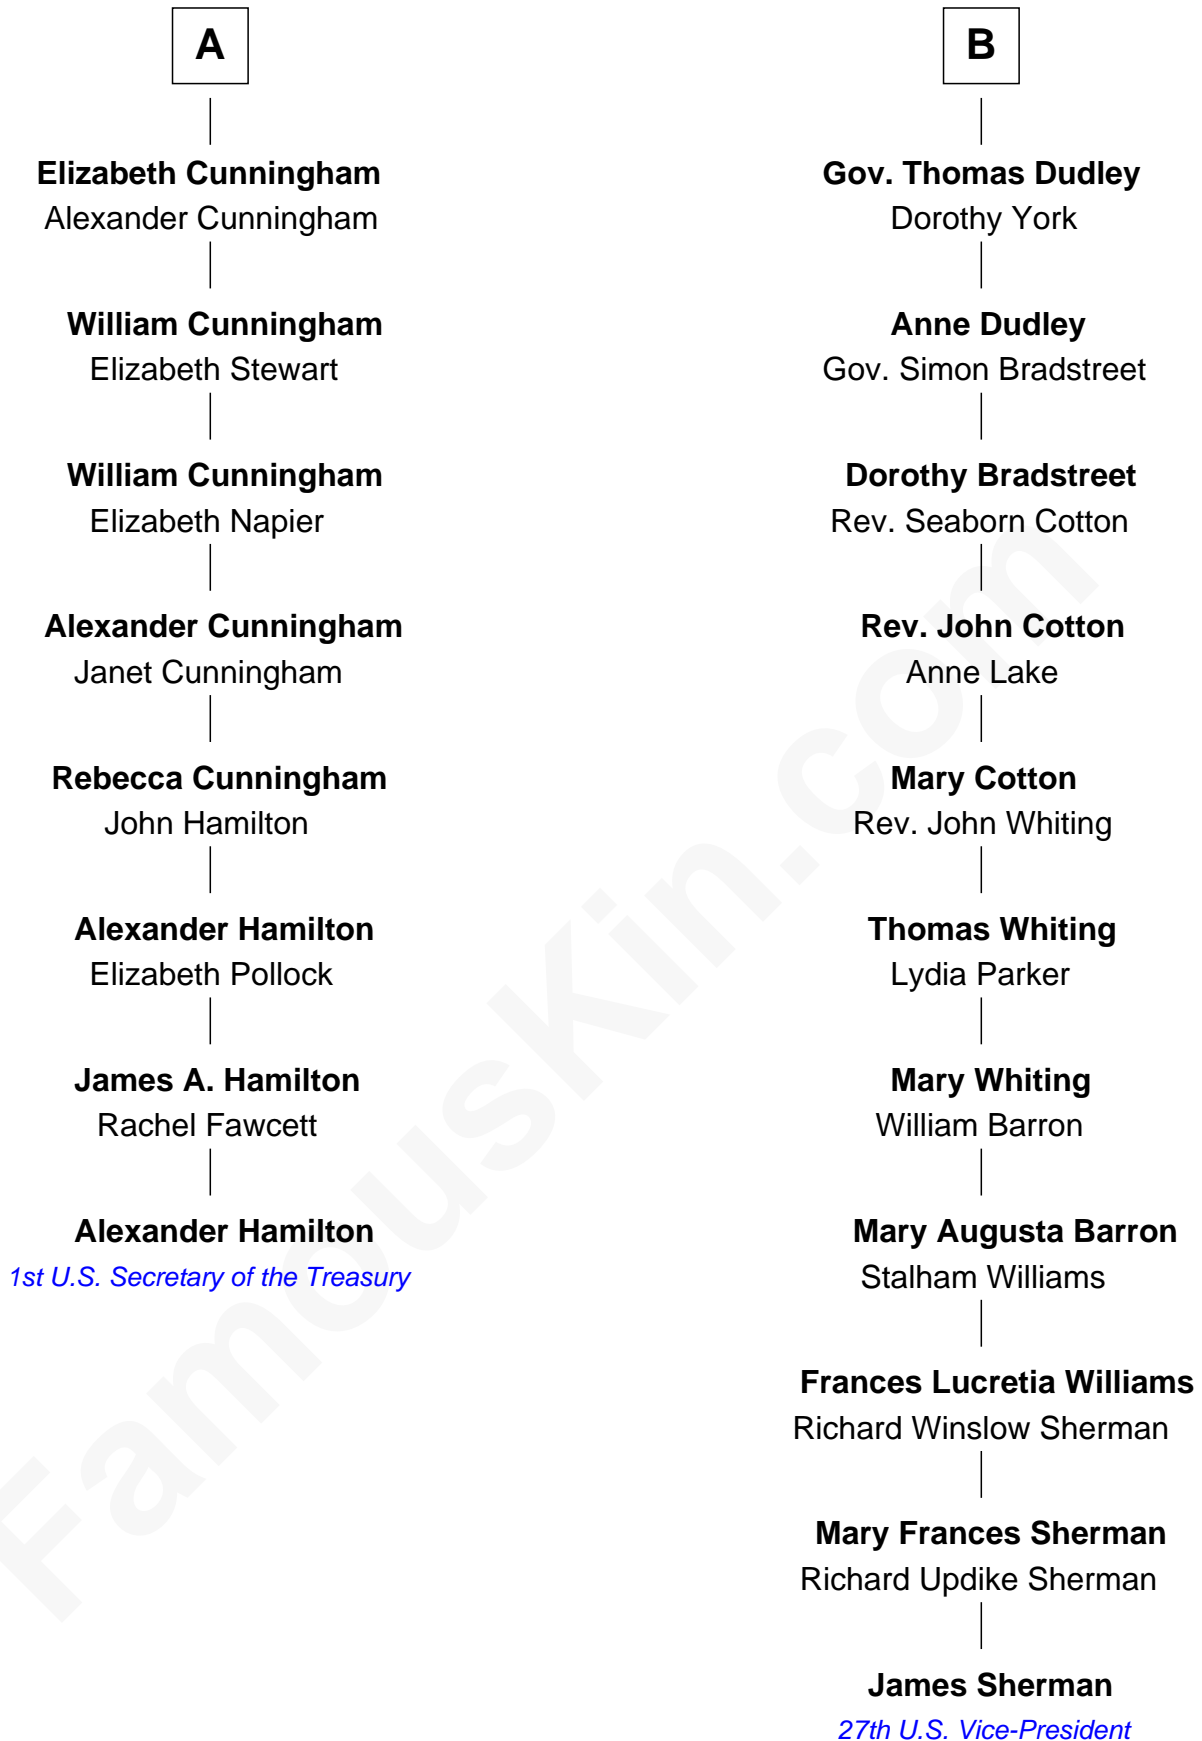 A
Elizabeth Cunningham
Alexander Cunningham
William Cunningham
Elizabeth Stewart
William Cunningham
Elizabeth Napier
Alexander Cunningham
Janet Cunningham
Rebecca Cunningham
John Hamilton
Alexander Hamilton
Elizabeth Pollock
James A. Hamilton
Rachel Fawcett
Alexander Hamilton
1st U.S. Secretary of the Treasury
B
Gov. Thomas Dudley
Dorothy York
Anne Dudley
Gov. Simon Bradstreet
Dorothy Bradstreet
Rev. Seaborn Cotton
Rev. John Cotton
Anne Lake
Mary Cotton
Rev. John Whiting
Thomas Whiting
Lydia Parker
Mary Whiting
William Barron
Mary Augusta Barron
Stalham Williams
Frances Lucretia Williams
Richard Winslow Sherman
Mary Frances Sherman
Richard Updike Sherman
James Sherman
27th U.S. Vice-President
FamousKin.com